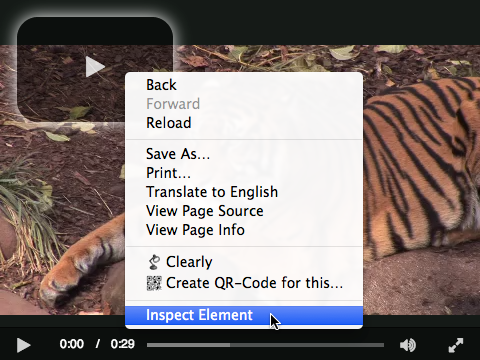 Back
Forward
Reload
Save As...
Print...
Translate to English
View Page Source
View Page Info
Clearly
Create QR-Code for this...
Inspect Element
0:00 / 0:29